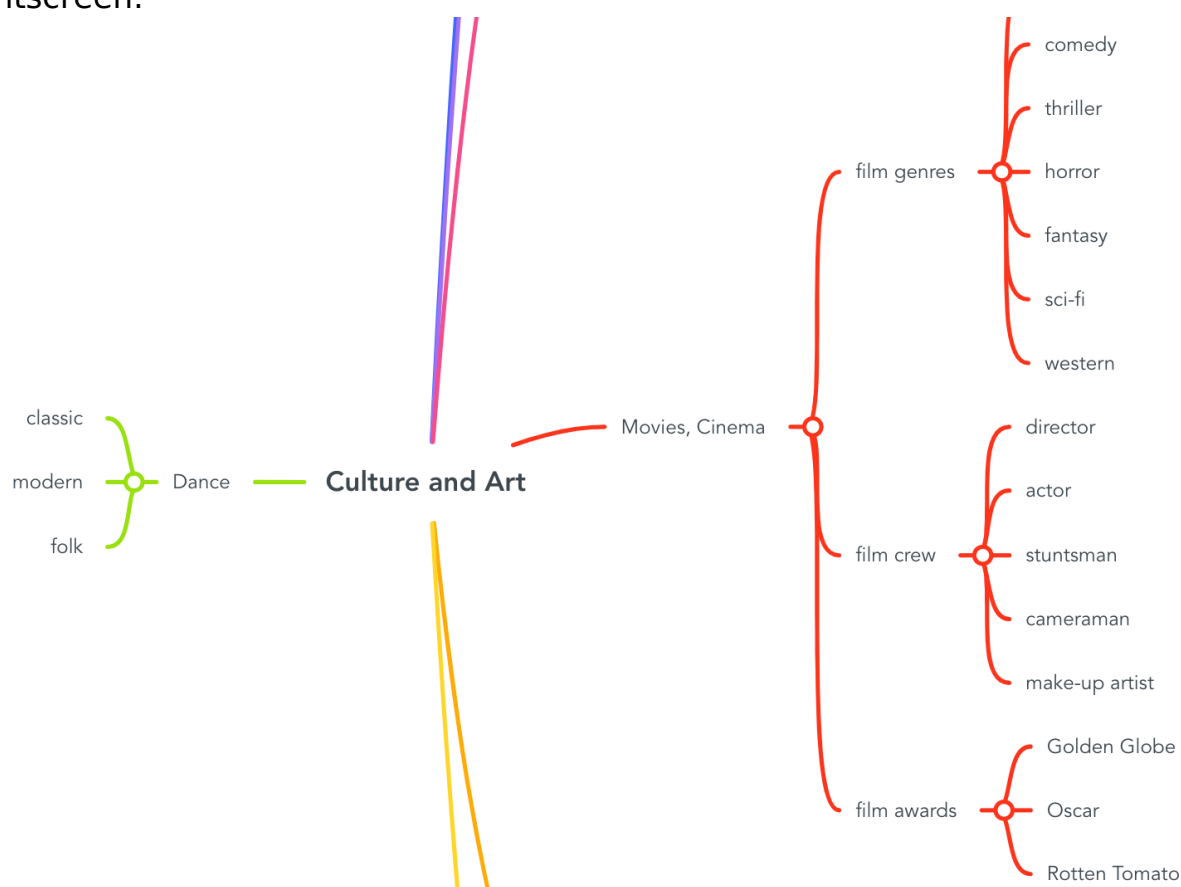 comedy
thriller
film genres
horror
fantasy
sci-fi
western
classic
modern
folk
Dance
Culture and Art
Movies, Cinema
director
actor
film crew
stuntsman
cameraman
make-up artist
Golden Globe
film awards
Oscar
Rotten Tomato